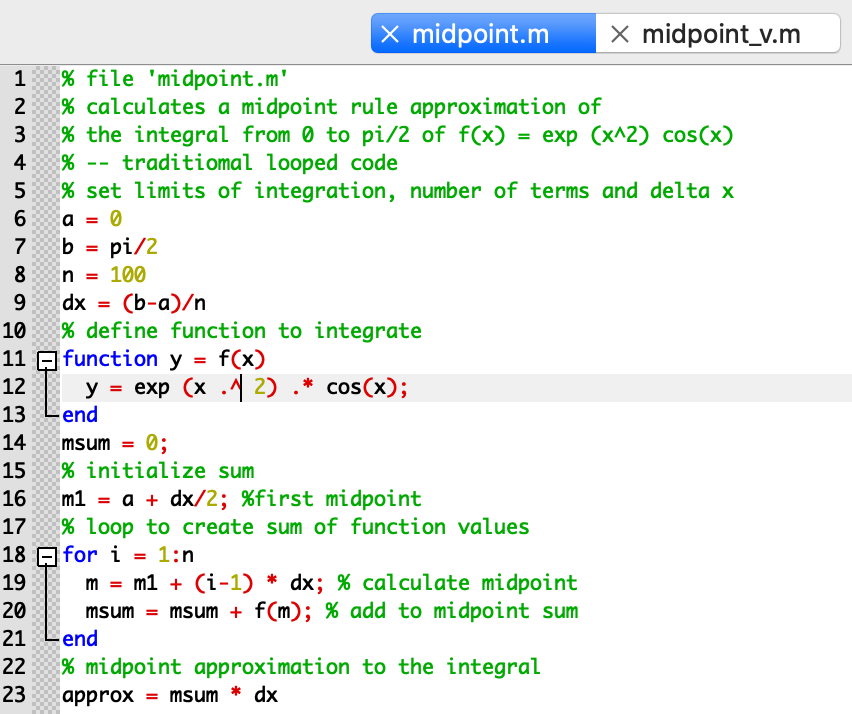 midpoint.m midpoint_v.m
1 % file 'midpoint.m'
2 % calculates a midpoint rule approximation of
3 % the integral from 0 to pi/2 of f(x) = exp (x^2) cos(x)
4 % -- traditiomal looped code
5 % set limits of integration, number of terms and delta x
6 a = 0
7 b = pi/2
8 n = 100
9 dx = (b-a)/n
10 % define function to integrate
11 function y = f(x)
12 y = exp (x .^ 2) .* cos(x);
13 end
14 msum = 0;
15 % initialize sum
16 m1 = a + dx/2; %first midpoint
17 % loop to create sum of function values
18 for i = 1:n
19 m = m1 + (i-1) * dx; % calculate midpoint
20 msum = msum + f(m); % add to midpoint sum
21 end
22 % midpoint approximation to the integral
23 approx = msum * dx